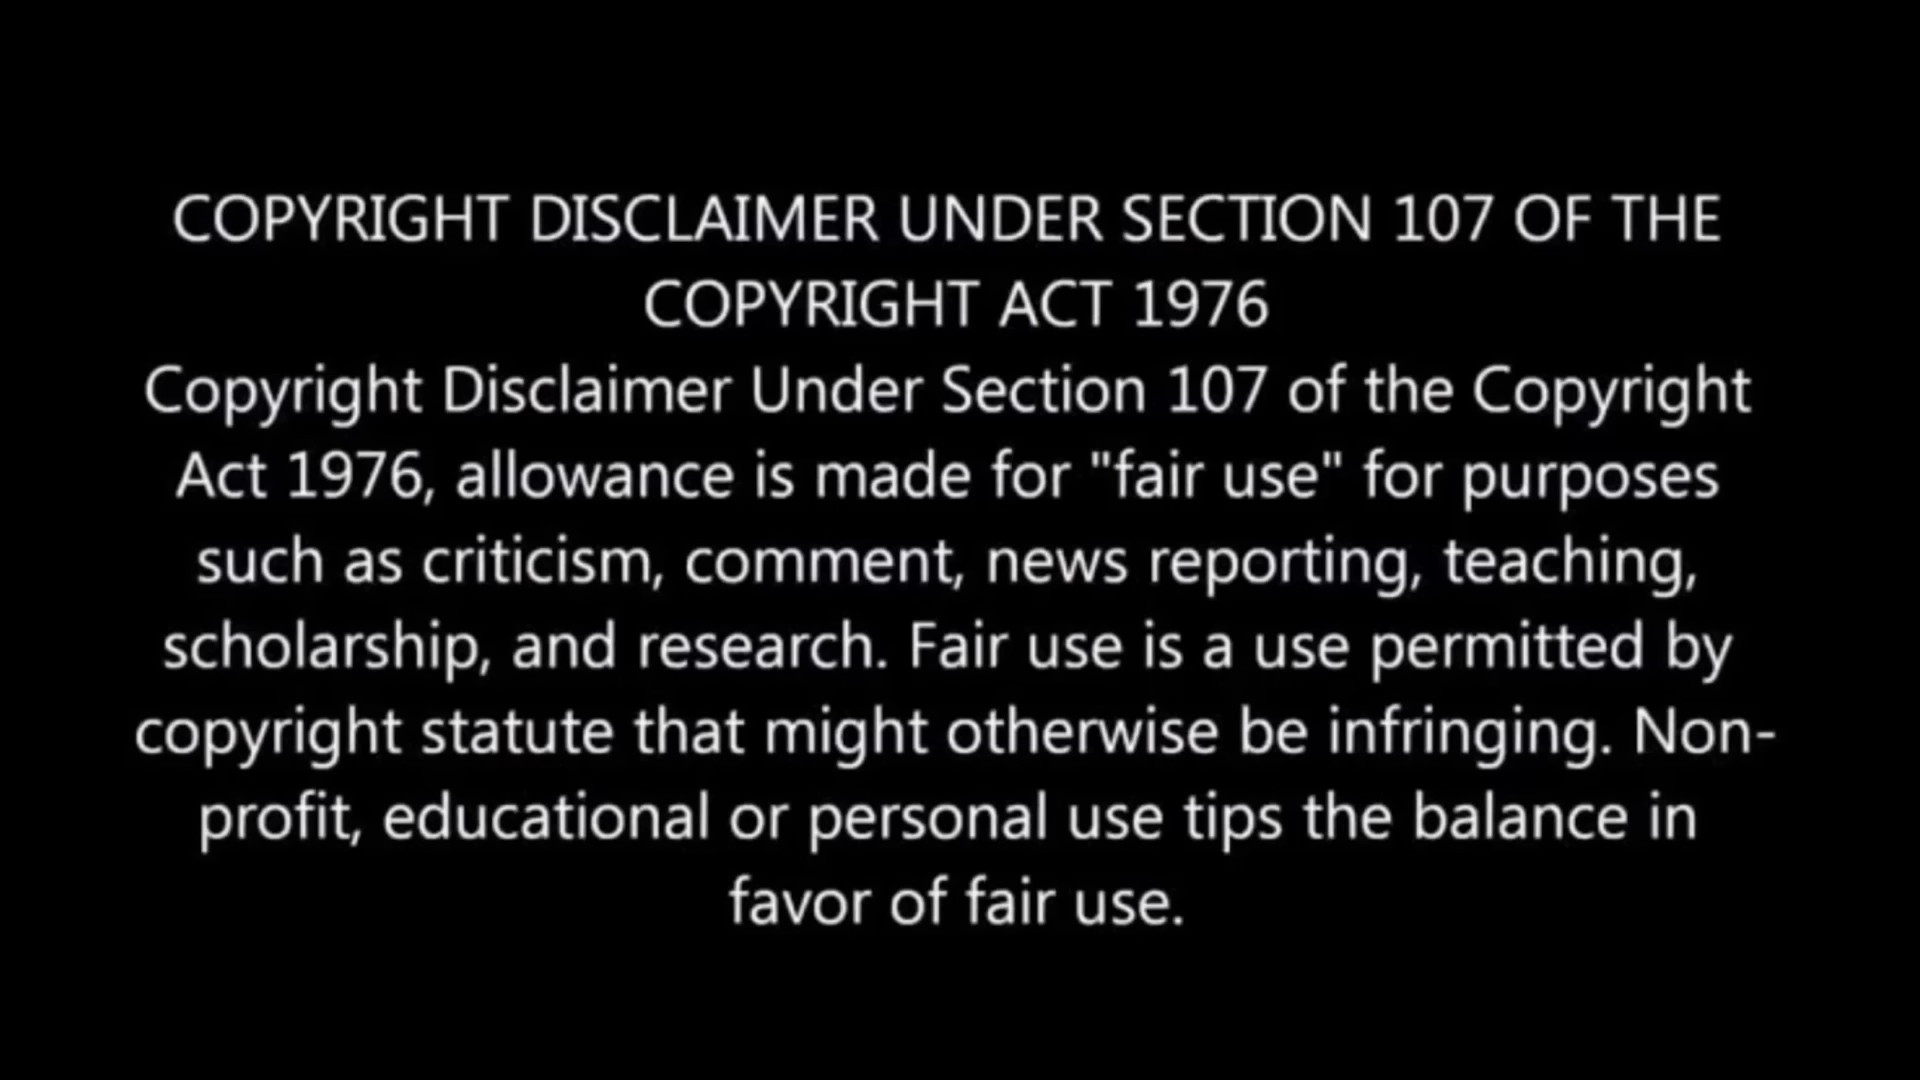 COPYRIGHT DISCLAIMER UNDER SECTION 107 OF THE
COPYRIGHT ACT 1976
Copyright Disclaimer Under Section 107 of the Copyright
Act 1976, allowance is made for "fair use" for purposes
such as criticism, comment, news reporting, teaching,
scholarship, and research. Fair use is a use permitted by
copyright statute that might otherwise be infringing. Non-
profit, educational or personal use tips the balance in
favor of fair use.